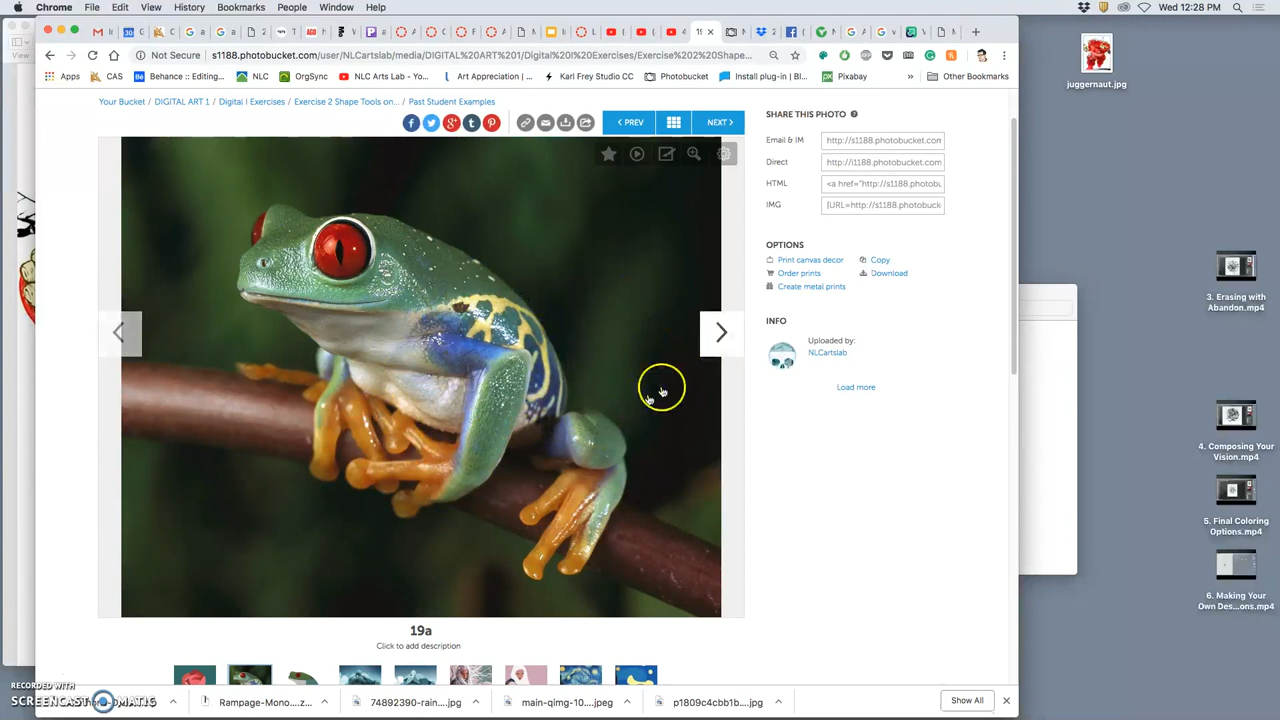 Chrome File Edit View History Bookmarks People Window Help
Wed 12:28 PM
Not Secure s1188.photobucket.com/user/NLCartslab/media/DIGITAL%20ART%201/Digital%20I%20Exercises/Exercise%202%20Shape...
Apps CAS Behance :: Editing... NLC OrgSync NLC Arts Lab - You... Art Appreciation |... Karl Frey Studio CC Photobucket Install plug-in | Bl... Pixabay » Other Bookmarks
View
Your Bucket / DIGITAL ART 1 / Digital I Exercises / Exercise 2 Shape Tools on... / Past Student Examples
PREV NEXT
SHARE THIS PHOTO
Email & IM http://s1188.photobucket.com
Direct http://i1188.photobucket.com
HTML <a href="http://s1188.photobu
IMG [URL=http://s1188.photobuck
OPTIONS
Print canvas decor Copy
Order prints Download
Create metal prints
INFO
Uploaded by:
NLCartslab
Load more
19a
Click to add description
Rampage-Mono....z... 74892390-rain....jpg main-qimg-10....jpeg p1809c4cbb1b....jpg Show All
RECORDED WITH
SCREENCAST MATIC
juggernaut.jpg
3. Erasing with
Abandon.mp4
4. Composing Your
Vision.mp4
5. Final Coloring
Options.mp4
6. Making Your
Own Des...ons.mp4